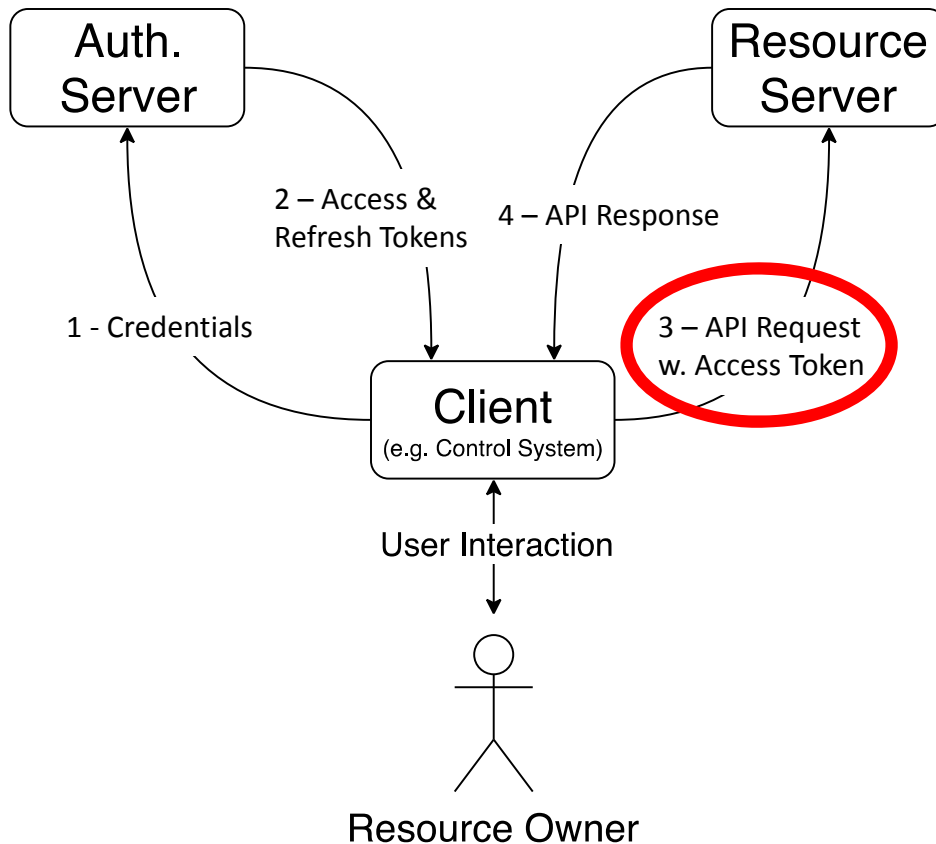 Auth.
Server
Resource
Server
2 – Access &
Refresh Tokens
4 – API Response
1 - Credentials
3 – API Request
w. Access Token
Client
(e.g. Control System)
User Interaction
Resource Owner